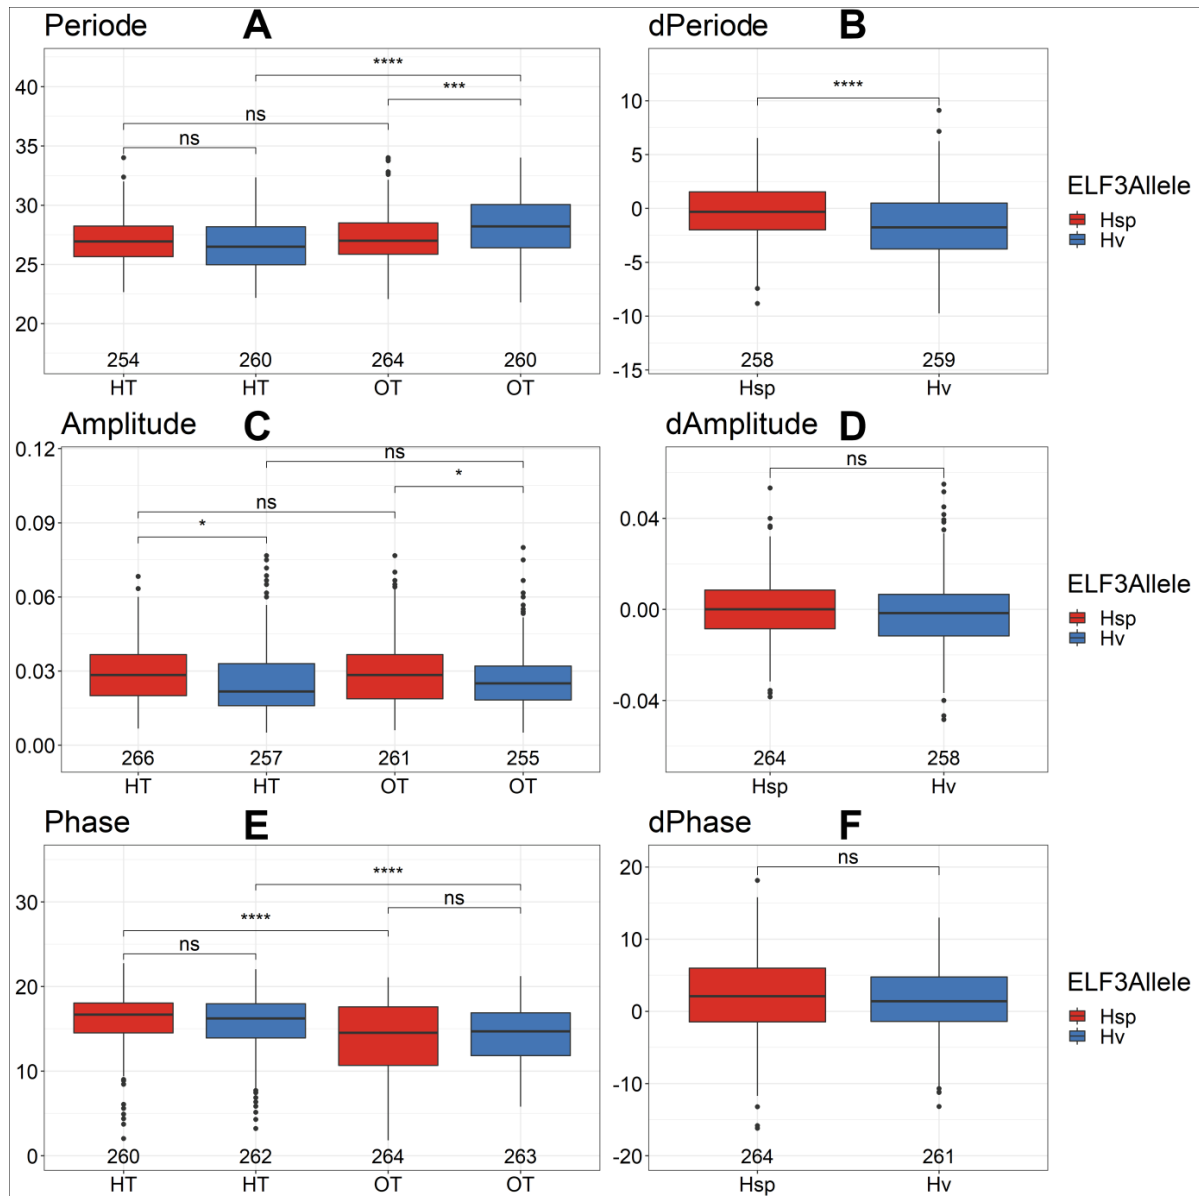 Periode A
40
35
30
25
20
****
***
ns
ns
254 260 264 260
HT HT OT OT
dPeriode B
10
5
0
-5
-10
-15
****
258 259
Hsp Hv
ELF3Allele
Hsp
Hv
Amplitude C
0.12
0.09
0.06
0.03
0.00
ns
*
ns
*
266 257 261 255
HT HT OT OT
dAmplitude D
0.04
0.00
-0.04
ns
264 258
Hsp Hv
ELF3Allele
Hsp
Hv
Phase E
30
20
10
0
****
ns
****
ns
260 262 264 263
HT HT OT OT
dPhase F
20
10
0
-10
-20
ns
264 261
Hsp Hv
ELF3Allele
Hsp
Hv